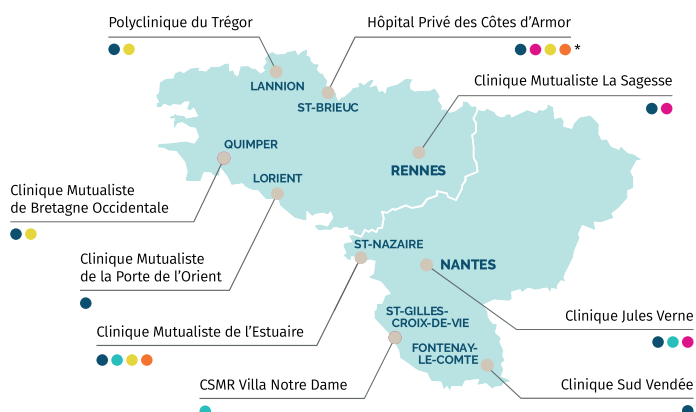 Polyclinique du Trégor
Hôpital Privé des Côtes d'Armor
*
Clinique Mutualiste La Sagesse
LANNION
ST-BRIEUC
QUIMPER
RENNES
LORIENT
Clinique Mutualiste
de Bretagne Occidentale
ST-NAZAIRE
Clinique Mutualiste
de la Porte de l'Orient
NANTES
ST-GILLES-
CROIX-DE-VIE
Clinique Jules Verne
Clinique Mutualiste de l'Estuaire
FONTENAY-
LE-COMTE
CSMR Villa Notre Dame
Clinique Sud Vendée